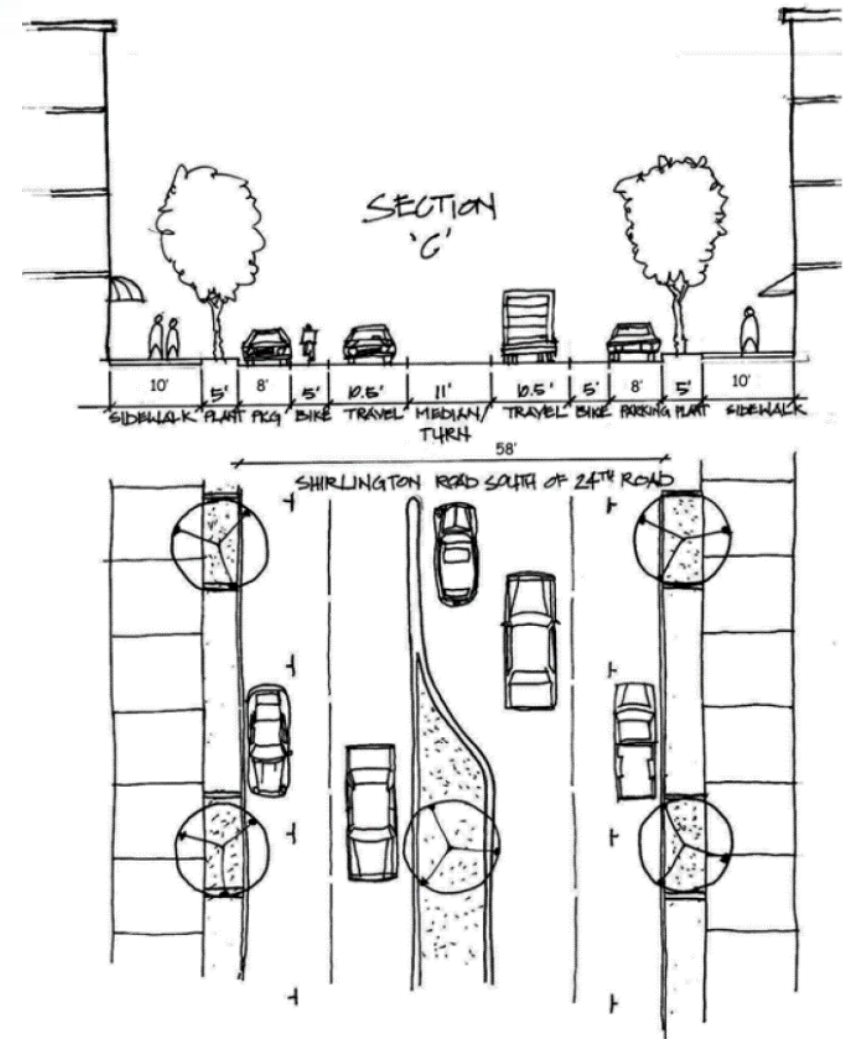 SECTION
'C'
10' 5' 8' 5' 10.5' 11' 10.5' 5' 8' 5' 10'
SIDEWALK PLANT PKG BIKE TRAVEL MEDIAN/ TRAVEL BIKE PARKING PLANT SIDEWALK
TURN
58'
SHIRLINGTON ROAD SOUTH OF 24TH ROAD